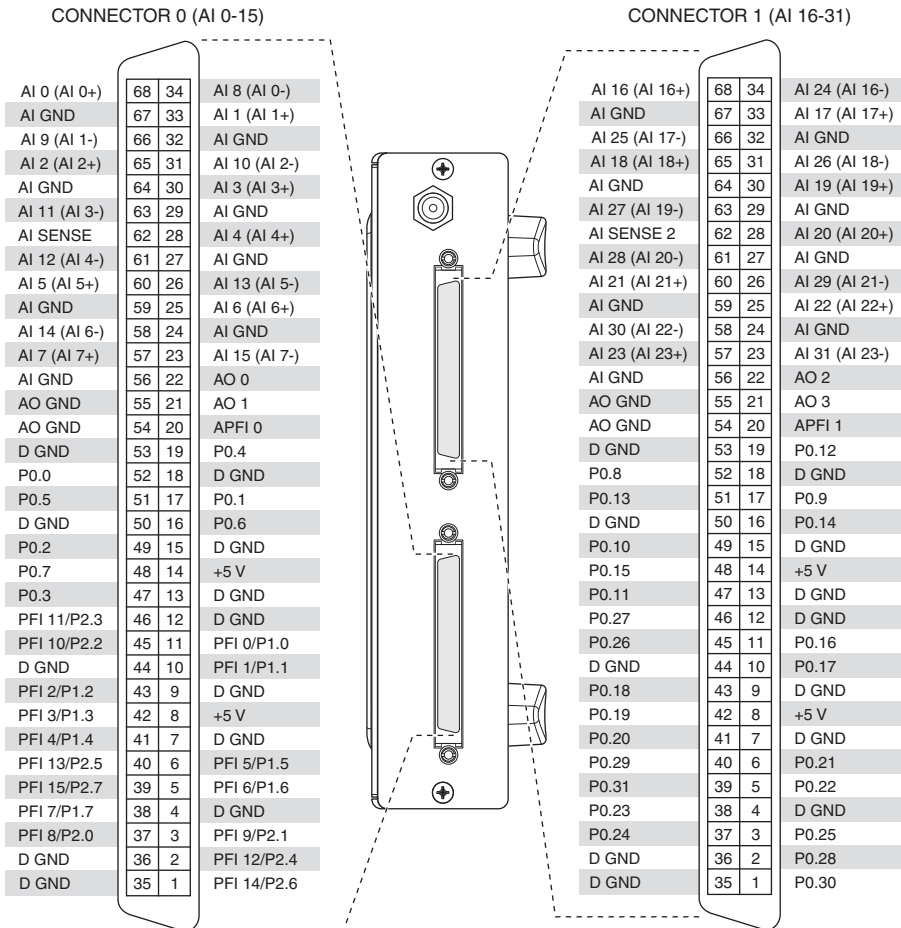 CONNECTOR 0 (AI 0-15)
AI 0 (AI 0+) 68 34 AI 8 (AI 0-)
AI GND 67 33 AI 1 (AI 1+)
AI 9 (AI 1-) 66 32 AI GND
AI 2 (AI 2+) 65 31 AI 10 (AI 2-)
AI GND 64 30 AI 3 (AI 3+)
AI 11 (AI 3-) 63 29 AI GND
AI SENSE 62 28 AI 4 (AI 4+)
AI 12 (AI 4-) 61 27 AI GND
AI 5 (AI 5+) 60 26 AI 13 (AI 5-)
AI GND 59 25 AI 6 (AI 6+)
AI 14 (AI 6-) 58 24 AI GND
AI 7 (AI 7+) 57 23 AI 15 (AI 7-)
AI GND 56 22 AO 0
AO GND 55 21 AO 1
AO GND 54 20 APFI 0
D GND 53 19 P0.4
P0.0 52 18 D GND
P0.5 51 17 P0.1
D GND 50 16 P0.6
P0.2 49 15 D GND
P0.7 48 14 +5 V
P0.3 47 13 D GND
PFI 11/P2.3 46 12 D GND
PFI 10/P2.2 45 11 PFI 0/P1.0
D GND 44 10 PFI 1/P1.1
PFI 2/P1.2 43 9 D GND
PFI 3/P1.3 42 8 +5 V
PFI 4/P1.4 41 7 D GND
PFI 13/P2.5 40 6 PFI 5/P1.5
PFI 15/P2.7 39 5 PFI 6/P1.6
PFI 7/P1.7 38 4 D GND
PFI 8/P2.0 37 3 PFI 9/P2.1
D GND 36 2 PFI 12/P2.4
D GND 35 1 PFI 14/P2.6
CONNECTOR 1 (AI 16-31)
AI 16 (AI 16+) 68 34 AI 24 (AI 16-)
AI GND 67 33 AI 17 (AI 17+)
AI 25 (AI 17-) 66 32 AI GND
AI 18 (AI 18+) 65 31 AI 26 (AI 18-)
AI GND 64 30 AI 19 (AI 19+)
AI 27 (AI 19-) 63 29 AI GND
AI SENSE 2 62 28 AI 20 (AI 20+)
AI 28 (AI 20-) 61 27 AI GND
AI 21 (AI 21+) 60 26 AI 29 (AI 21-)
AI GND 59 25 AI 22 (AI 22+)
AI 30 (AI 22-) 58 24 AI GND
AI 23 (AI 23+) 57 23 AI 31 (AI 23-)
AI GND 56 22 AO 2
AO GND 55 21 AO 3
AO GND 54 20 APFI 1
D GND 53 19 P0.12
P0.8 52 18 D GND
P0.13 51 17 P0.9
D GND 50 16 P0.14
P0.10 49 15 D GND
P0.15 48 14 +5 V
P0.11 47 13 D GND
P0.27 46 12 D GND
P0.26 45 11 P0.16
D GND 44 10 P0.17
P0.18 43 9 D GND
P0.19 42 8 +5 V
P0.20 41 7 D GND
P0.29 40 6 P0.21
P0.31 39 5 P0.22
P0.23 38 4 D GND
P0.24 37 3 P0.25
D GND 36 2 P0.28
D GND 35 1 P0.30